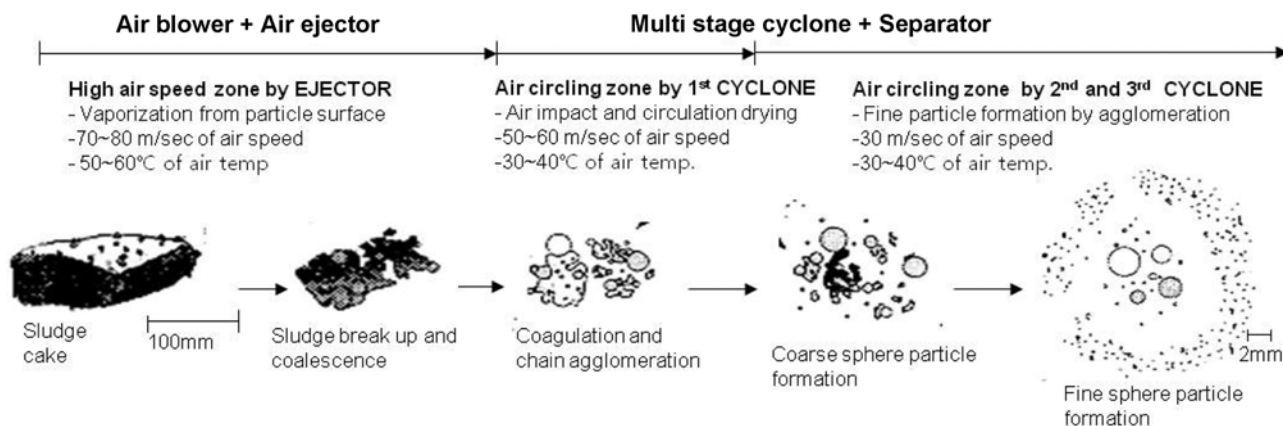 Air blower + Air ejector
Multi stage cyclone + Separator
High air speed zone by EJECTOR
- Vaporization from particle surface
-70~80 m/sec of air speed
- 50~60℃ of air temp
Air circling zone by 1st CYCLONE
- Air impact and circulation drying
-50~60 m/sec of air speed
-30~40℃ of air temp.
Air circling zone by 2nd and 3rd CYCLONE
- Fine particle formation by agglomeration
-30 m/sec of air speed
-30~40℃ of air temp.
Sludge
cake
100mm
Sludge break up and
coalescence
Coagulation and
chain agglomeration
Coarse sphere particle
formation
2mm
Fine sphere particle
formation